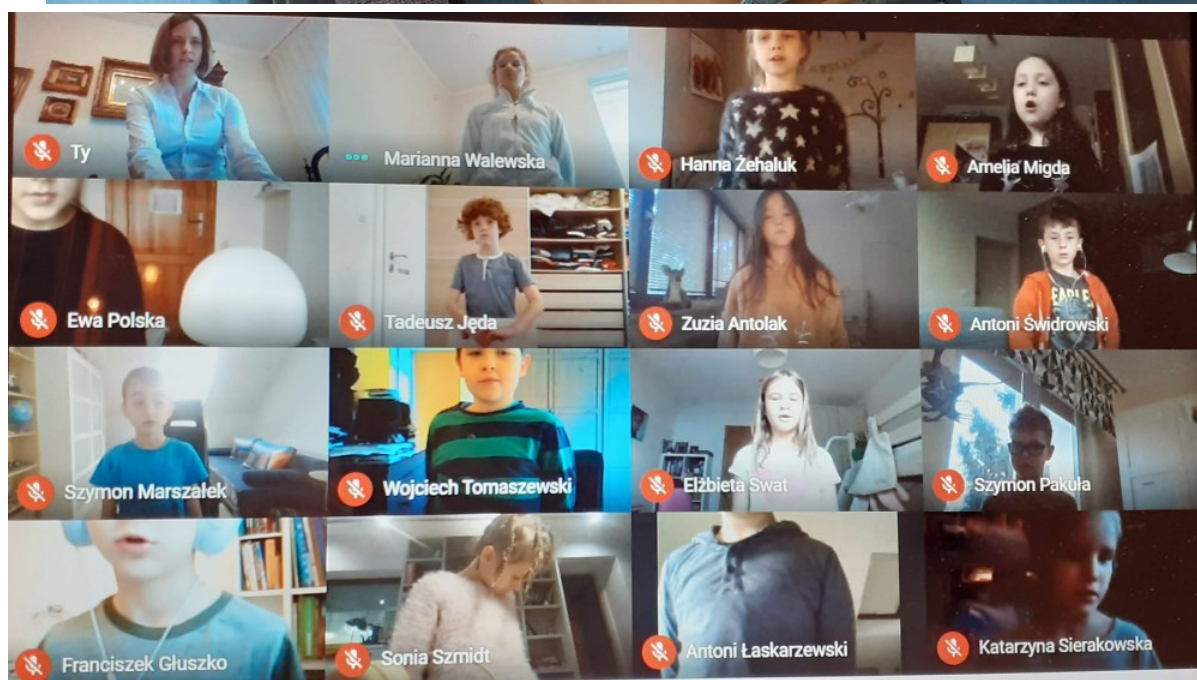 Ty
Marianna Walewska
Hanna Żehaluk
Amelia Migda
Ewa Polska
Tadeusz Jęda
Zuzia Antolak
Antoni Świdrowski
EAGLE
Szymon Marszałek
Wojciech Tomaszewski
Elżbieta Swat
Szymon Pakuła
Franciszek Głuszko
Sonia Szmidt
Antoni Łaskarzewski
Katarzyna Sierakowska